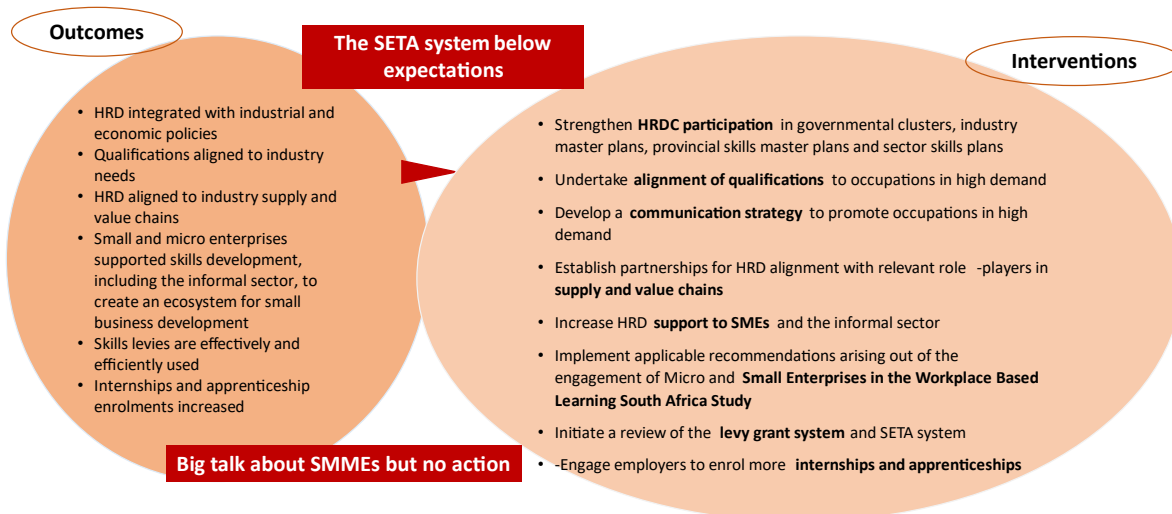 Outcomes
The SETA system below
expectations
Interventions
• HRD integrated with industrial and
economic policies
• Qualifications aligned to industry
needs
• HRD aligned to industry supply and
value chains
• Small and micro enterprises
supported skills development,
including the informal sector, to
create an ecosystem for small
business development
• Skills levies are effectively and
efficiently used
• Internships and apprenticeship
enrolments increased
Big talk about SMMEs but no action
• Strengthen HRDC participation in governmental clusters, industry
master plans, provincial skills master plans and sector skills plans
• Undertake alignment of qualifications to occupations in high demand
• Develop a communication strategy to promote occupations in high
demand
• Establish partnerships for HRD alignment with relevant role -players in
supply and value chains
• Increase HRD support to SMEs and the informal sector
• Implement applicable recommendations arising out of the
engagement of Micro and Small Enterprises in the Workplace Based
Learning South Africa Study
• Initiate a review of the levy grant system and SETA system
• -Engage employers to enrol more internships and apprenticeships